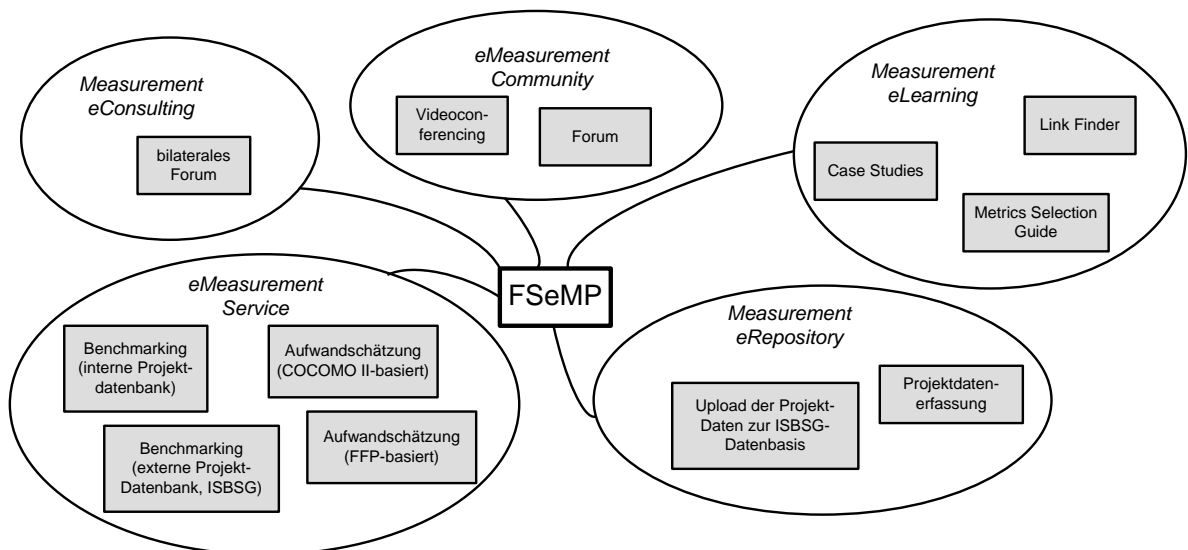 Measurement
eConsulting
bilaterales
Forum
eMeasurement
Community
Videocon-
ferencing
Forum
Measurement
eLearning
Link Finder
Case Studies
Metrics Selection
Guide
FSeMP
eMeasurement
Service
Benchmarking
(interne Projekt-
datenbank)
Aufwandschätzung
(COCOMO II-basiert)
Benchmarking
(externe Projekt-
Datenbank, ISBSG)
Aufwandschätzung
(FFP-basiert)
Measurement
eRepository
Upload der Projekt-
Daten zur ISBSG-
Datenbasis
Projektdaten-
erfassung